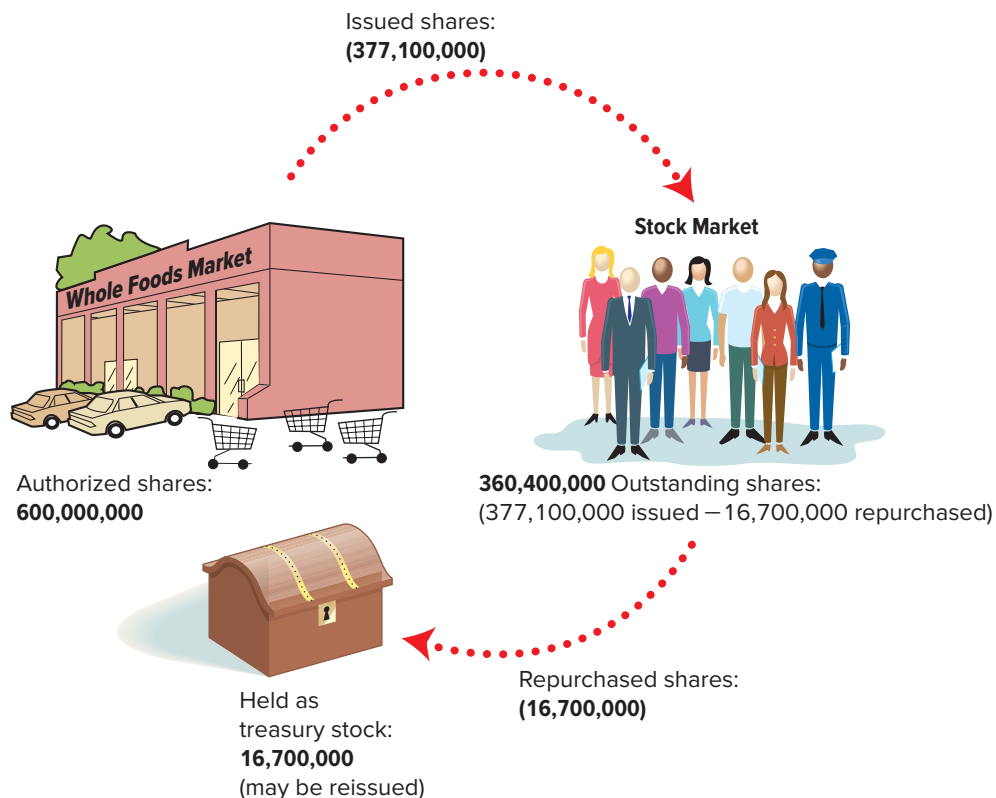 Issued shares:
(377,100,000)
Stock Market
Whole Foods Market
Authorized shares:
600,000,000
360,400,000 Outstanding shares:
(377,100,000 issued – 16,700,000 repurchased)
Repurchased shares:
(16,700,000)
Held as
treasury stock:
16,700,000
(may be reissued)